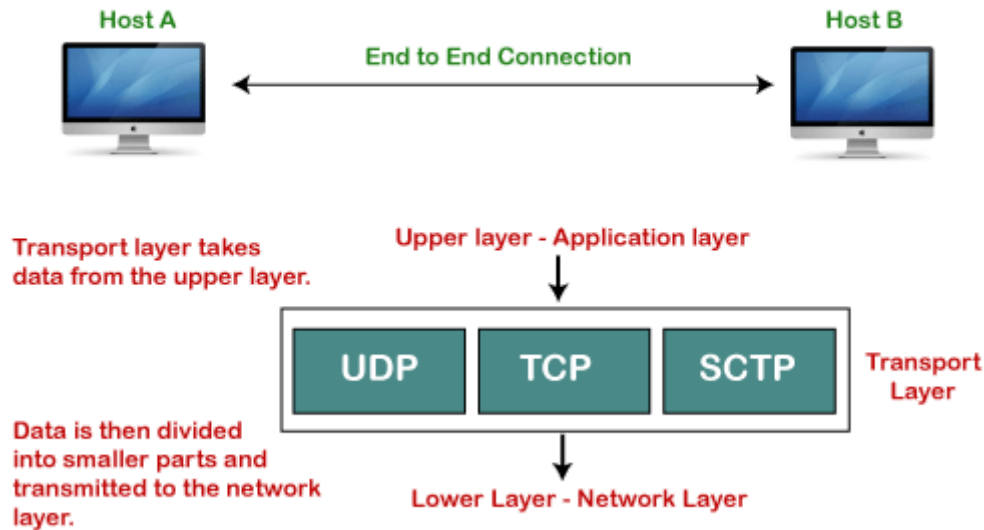 Host A
Host B
End to End Connection
Transport layer takes
data from the upper layer.
Upper layer - Application layer
UDP
TCP
SCTP
Transport
Layer
Data is then divided
into smaller parts and
transmitted to the network
layer.
Lower Layer - Network Layer